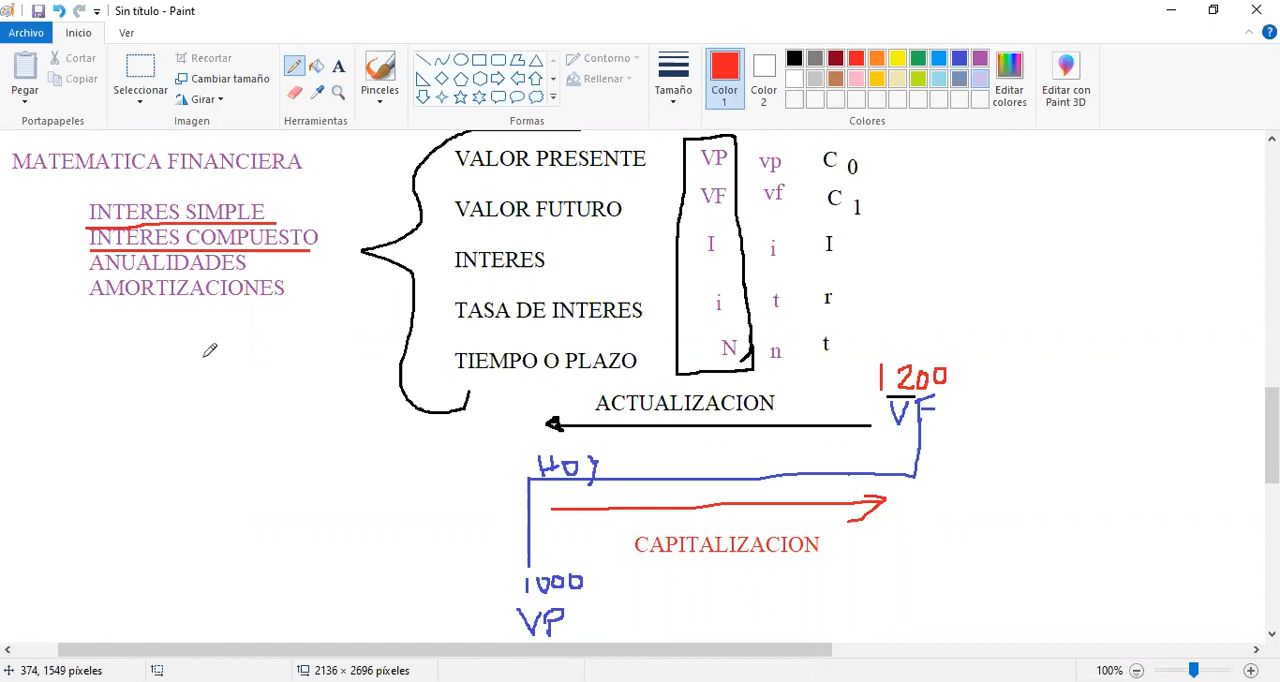 Sin título - Paint
Archivo Inicio Ver
Pegar
Cortar
Copiar
Portapapeles
Seleccionar
Recortar
Cambiar tamaño
Girar
Imagen
A
Herramientas
Pinceles
Contorno
Rellenar
Formas
Tamaño
Color 1
Color 2
Editar colores
Colores
Editar con Paint 3D
MATEMATICA FINANCIERA
INTERES SIMPLE
INTERES COMPUESTO
ANUALIDADES
AMORTIZACIONES
VALOR PRESENTE VP vp C 0
VALOR FUTURO VF vf C 1
INTERES I i I
TASA DE INTERES i t r
TIEMPO O PLAZO N n t
1200
ACTUALIZACION
VF
HOY
CAPITALIZACION
1000
VP
374, 1549 píxeles 2136 × 2696 píxeles 100%